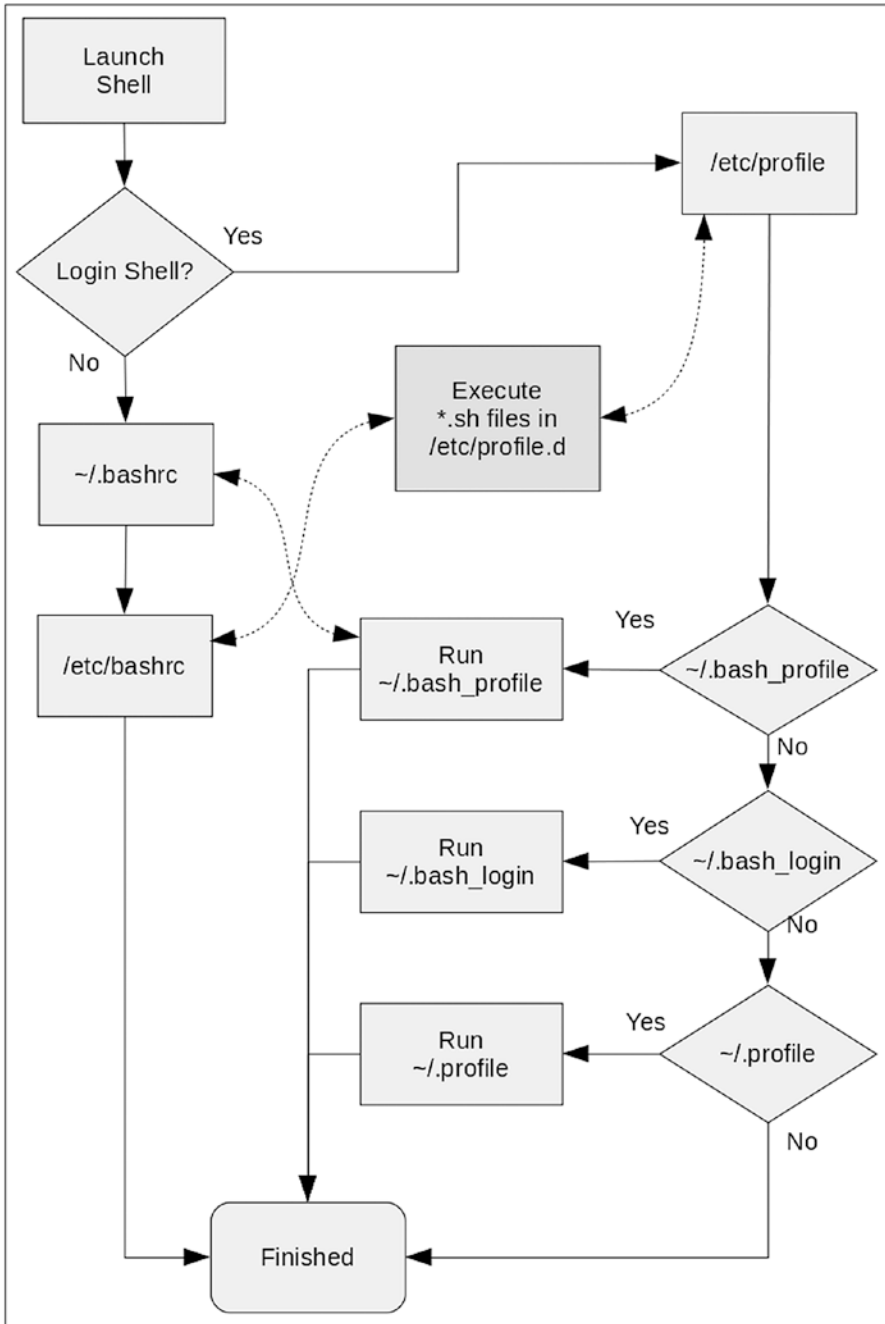 Launch
Shell
/etc/profile
Yes
Login Shell?
No
Execute
*.sh files in
/etc/profile.d
~/.bashrc
/etc/bashrc
Run
~/.bash_profile
Yes
~/.bash_profile
No
Run
~/.bash_login
Yes
~/.bash_login
No
Run
~/.profile
Yes
~/.profile
No
Finished